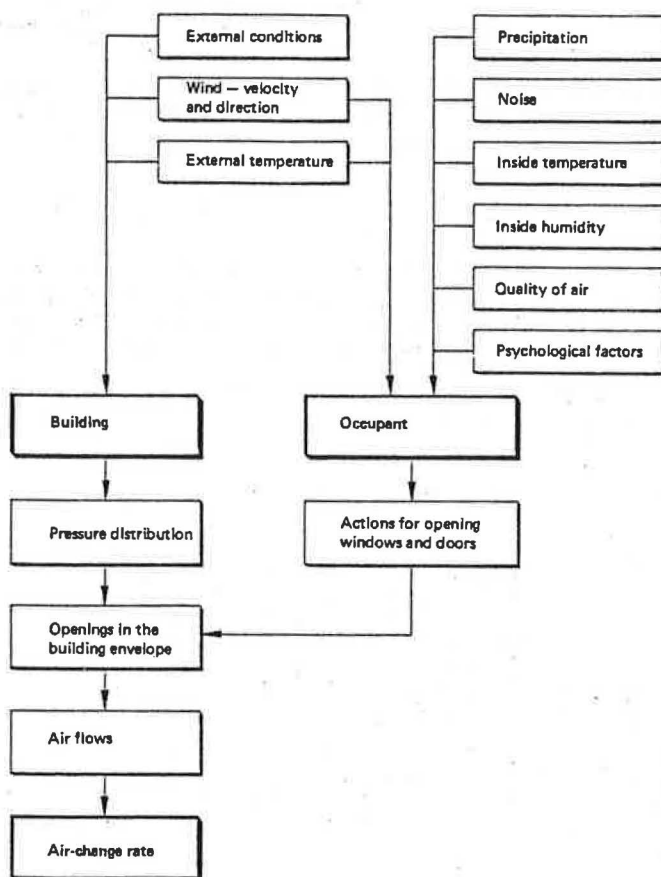 External conditions
Wind — velocity
and direction
External temperature
Precipitation
Noise
Inside temperature
Inside humidity
Quality of air
Psychological factors
Building
Occupant
Pressure distribution
Actions for opening
windows and doors
Openings in the
building envelope
Air flows
Air-change rate